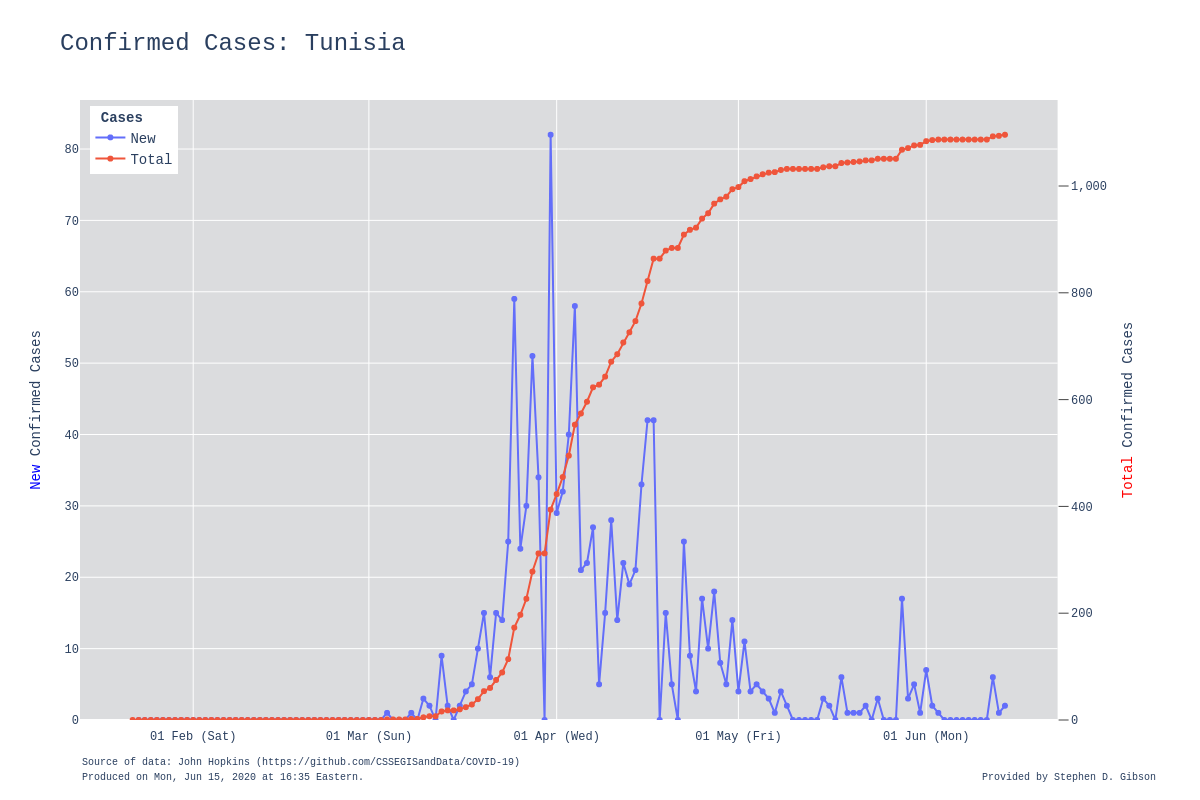 Confirmed Cases: Tunisia
Cases
New
Total
80
70
60
50
40
30
20
10
0
1,000
800
600
400
200
0
New Confirmed Cases
Total Confirmed Cases
01 Feb (Sat)
01 Mar (Sun)
01 Apr (Wed)
01 May (Fri)
01 Jun (Mon)
Source of data: John Hopkins (https://github.com/CSSEGISandData/COVID-19)
Produced on Mon, Jun 15, 2020 at 16:35 Eastern.
Provided by Stephen D. Gibson